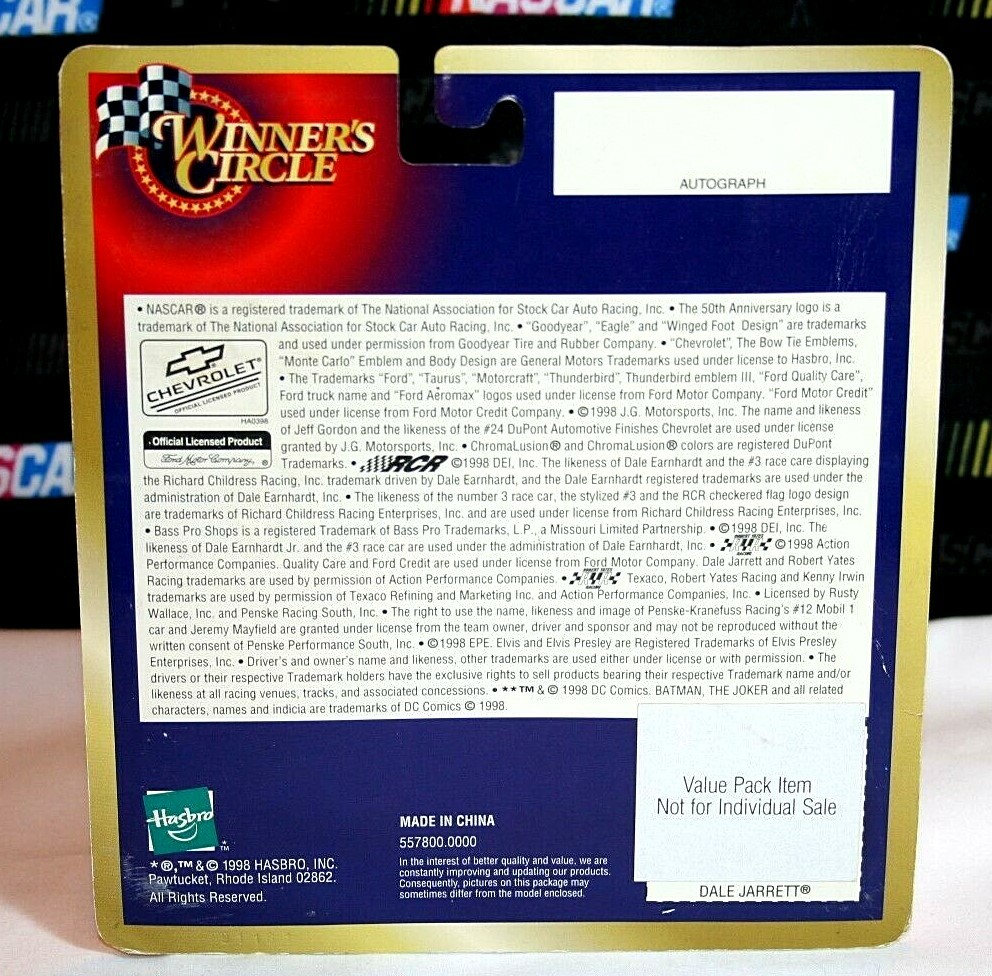 CAR®
NASCAR®
WINNER'S
CIRCLE
AUTOGRAPH
• NASCAR® is a registered trademark of The National Association for Stock Car Auto Racing, Inc. • The 50th Anniversary logo is a
trademark of The National Association for Stock Car Auto Racing, Inc. • “Goodyear”, “Eagle” and “Winged Foot Design” are trademarks
and used under permission from Goodyear Tire and Rubber Company. • “Chevrolet”, The Bow Tie Emblems,
“Monte Carlo” Emblem and Body Design are General Motors Trademarks used under license to Hasbro, Inc.
• The Trademarks “Ford”, “Taurus”, “Motorcraft”, “Thunderbird”, Thunderbird emblem III, “Ford Quality Care”,
Ford truck name and “Ford Aeromax” logos used under license from Ford Motor Company. “Ford Motor Credit”
used under license from Ford Motor Credit Company. • ©1998 J.G. Motorsports, Inc. The name and likeness
of Jeff Gordon and the likeness of the #24 DuPont Automotive Finishes Chevrolet are used under license
granted by J.G. Motorsports, Inc. • ChromaLusion® and ChromaLusion® colors are registered DuPont
Trademarks. • RCR ©1998 DEI, Inc. The likeness of Dale Earnhardt and the #3 race care displaying
CHEVROLET®
OFFICIAL LICENSED PRODUCT
HA0398
Official Licensed Product
Ford Motor Company, ®
the Richard Childress Racing, Inc. trademark driven by Dale Earnhardt, and the Dale Earnhardt registered trademarks are used under the
administration of Dale Earnhardt, Inc. • The likeness of the number 3 race car, the stylized #3 and the RCR checkered flag logo design
are trademarks of Richard Childress Racing Enterprises, Inc. and are used under license from Richard Childress Racing Enterprises, Inc.
• Bass Pro Shops is a registered Trademark of Bass Pro Trademarks, L.P., a Missouri Limited Partnership. • ©1998 DEI, Inc. The
likeness of Dale Earnhardt Jr. and the #3 race car are used under the administration of Dale Earnhardt, Inc. • ROBERT YATES RACING ©1998 Action
Performance Companies. Quality Care and Ford Credit are used under license from Ford Motor Company. Dale Jarrett and Robert Yates
Racing trademarks are used by permission of Action Performance Companies. • ROBERT YATES RACING Texaco, Robert Yates Racing and Kenny Irwin
trademarks are used by permission of Texaco Refining and Marketing Inc. and Action Performance Companies, Inc. • Licensed by Rusty
Wallace, Inc. and Penske Racing South, Inc. • The right to use the name, likeness and image of Penske-Kranefuss Racing's #12 Mobil 1
car and Jeremy Mayfield are granted under license from the team owner, driver and sponsor and may not be reproduced without the
written consent of Penske Performance South, Inc. • ©1998 EPE. Elvis and Elvis Presley are Registered Trademarks of Elvis Presley
Enterprises, Inc. • Driver's and owner's name and likeness, other trademarks are used either under license or with permission. • The
drivers or their respective Trademark holders have the exclusive rights to sell products bearing their respective Trademark name and/or
likeness at all racing venues, tracks, and associated concessions. • **™ & © 1998 DC Comics. BATMAN, THE JOKER and all related
characters, names and indicia are trademarks of DC Comics © 1998.
Value Pack Item
Not for Individual Sale
DALE JARRETT®
Hasbro
*™
*®,™ & © 1998 HASBRO, INC.
Pawtucket, Rhode Island 02862.
All Rights Reserved.
MADE IN CHINA
557800.0000
In the interest of better quality and value, we are
constantly improving and updating our products.
Consequently, pictures on this package may
sometimes differ from the model enclosed.
SCA